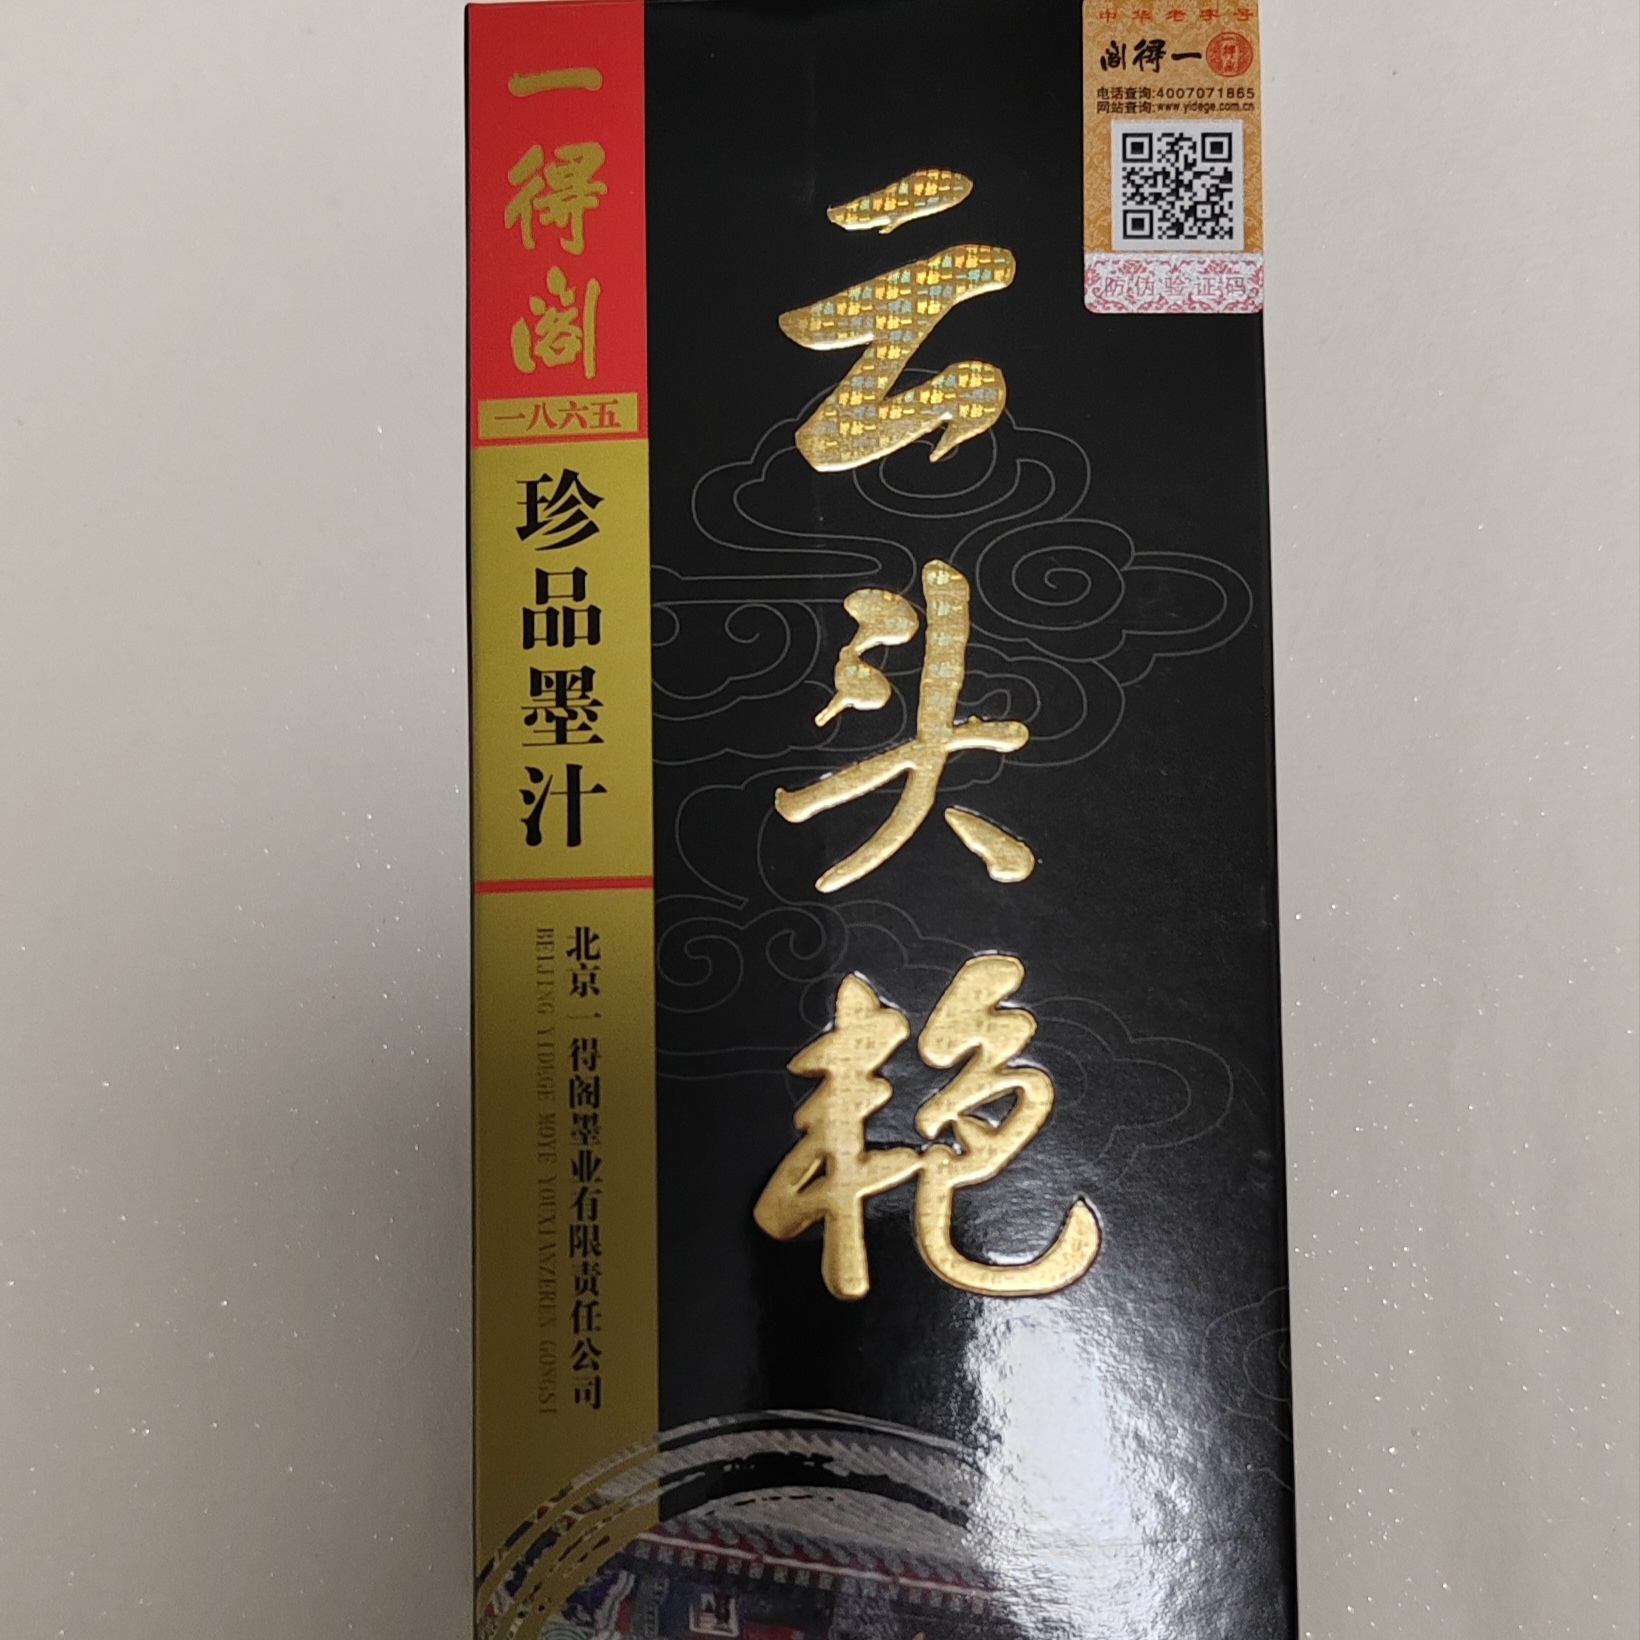 一得阁
一八六五
珍品墨汁
北京一得阁墨业有限责任公司
BEIJING YIDEGE MOYE YOUXIANZEREN GONGSI
云头艳
中华老字号
阁得一
电话查询:4007071865
网站查询:www.yidege.com.cn
防伪验证码